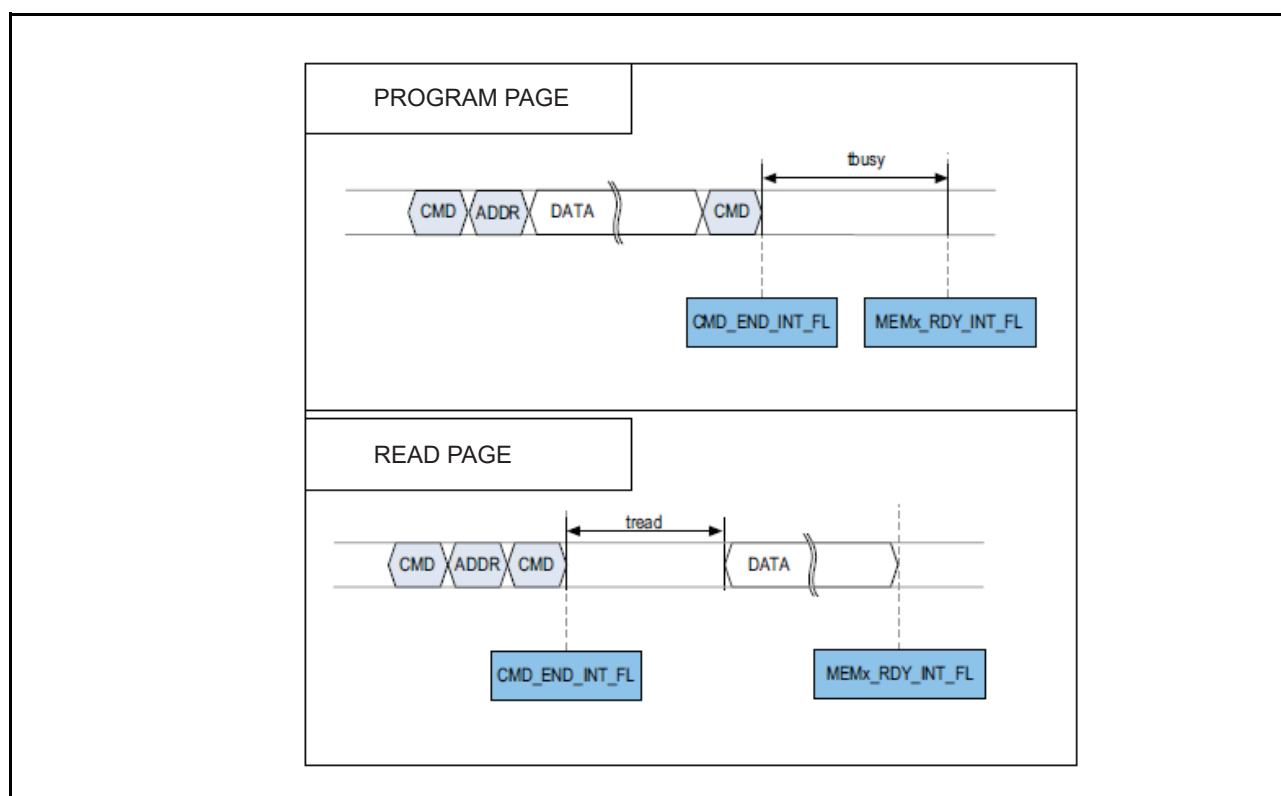 PROGRAM PAGE
tbusy
CMD ADDR DATA CMD
CMD_END_INT_FL MEMx_RDY_INT_FL
READ PAGE
tread
CMD ADDR CMD DATA
CMD_END_INT_FL MEMx_RDY_INT_FL